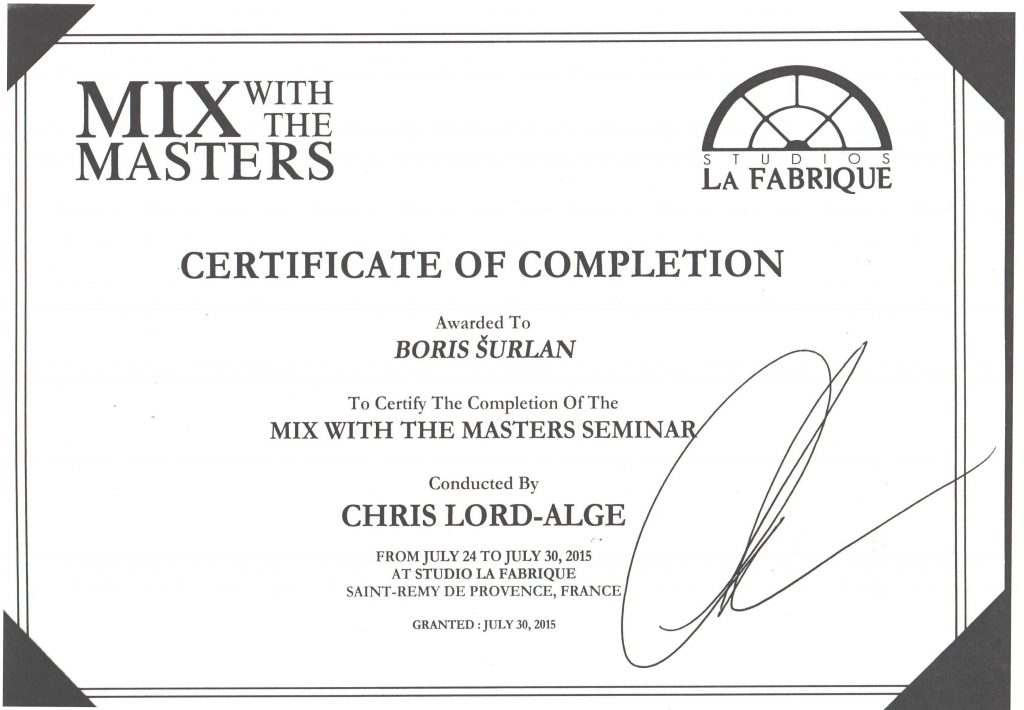 MIX WITH
THE
MASTERS
STUDIOS
LA FABRIQUE
CERTIFICATE OF COMPLETION
Awarded To
BORIS ŠURLAN
To Certify The Completion Of The
MIX WITH THE MASTERS SEMINAR
Conducted By
CHRIS LORD-ALGE
FROM JULY 24 TO JULY 30, 2015
AT STUDIO LA FABRIQUE
SAINT-REMY DE PROVENCE, FRANCE
GRANTED : JULY 30, 2015